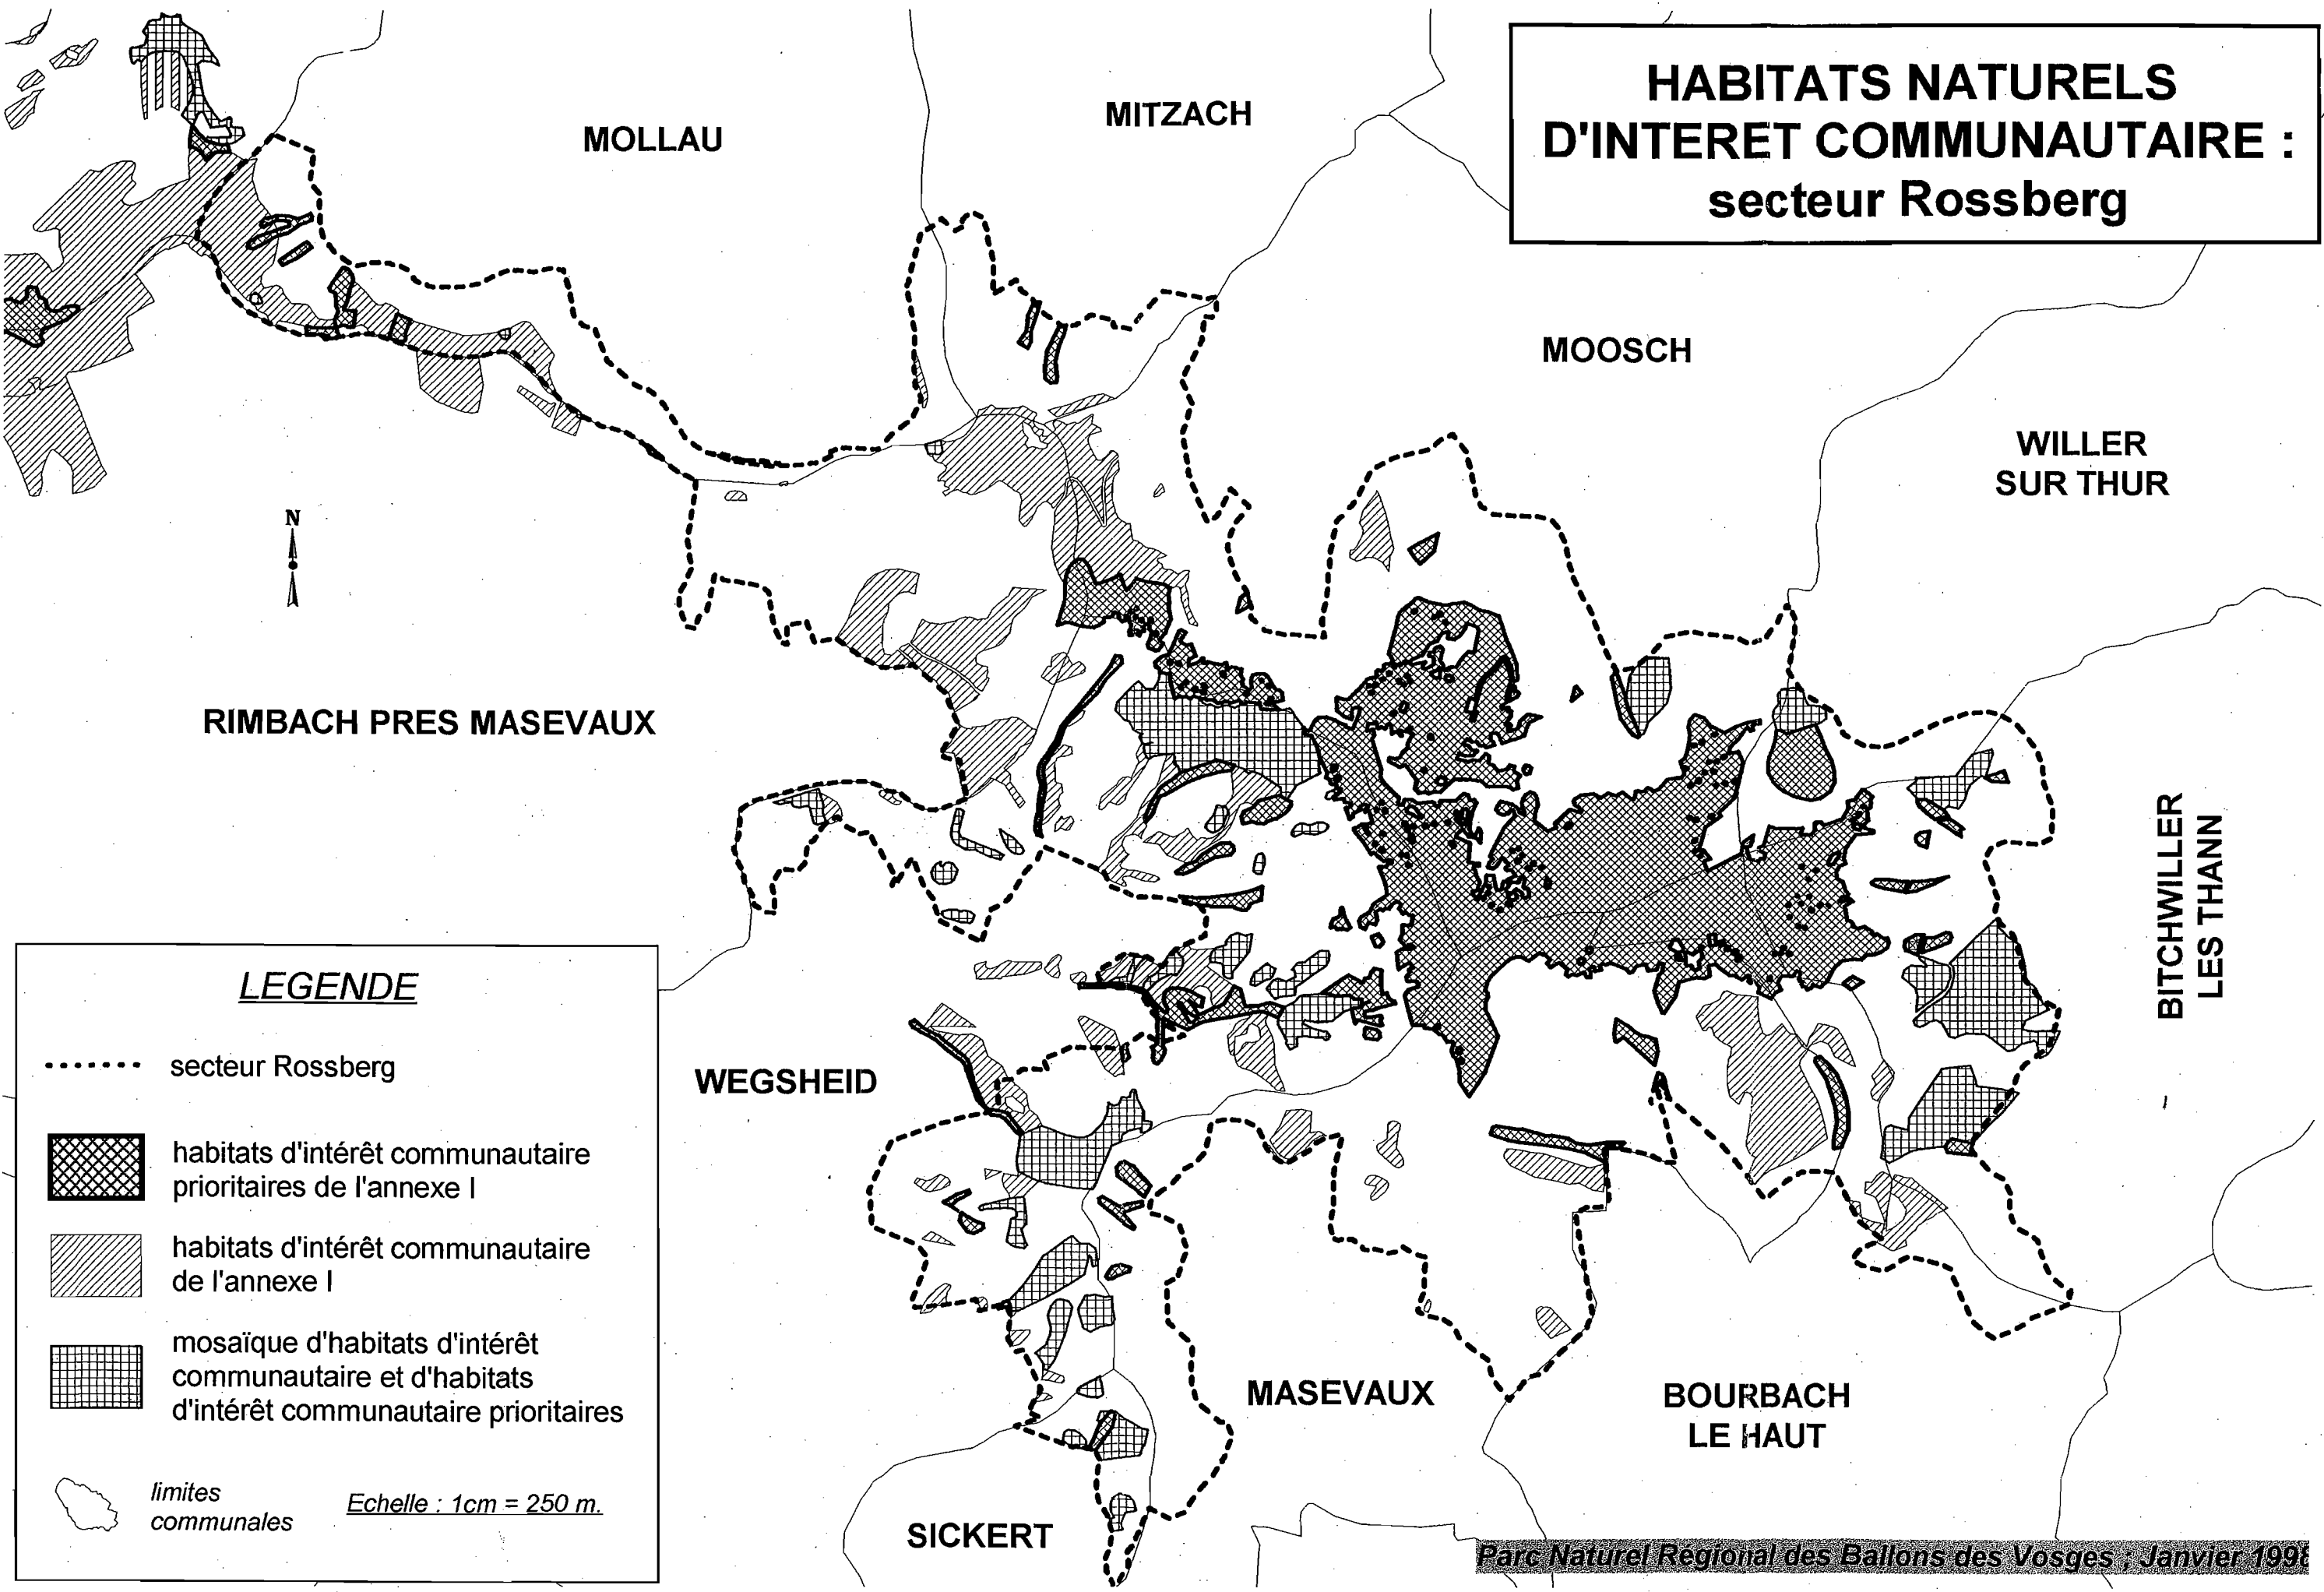 HABITATS NATURELS
D'INTERET COMMUNAUTAIRE :
secteur Rossberg
MOLLAU
MITZACH
MOOSCH
WILLER
SUR THUR
N
RIMBACH PRES MASEVAUX
BITCHWILLER
LES THANN
WEGSHEID
MASEVAUX
BOURBACH
LE HAUT
SICKERT
LEGENDE
secteur Rossberg
habitats d'intérêt communautaire
prioritaires de l'annexe I
habitats d'intérêt communautaire
de l'annexe I
mosaïque d'habitats d'intérêt
communautaire et d'habitats
d'intérêt communautaire prioritaires
limites
communales
Echelle : 1cm = 250 m.
Parc Naturel Régional des Ballons des Vosges ; Janvier 1998